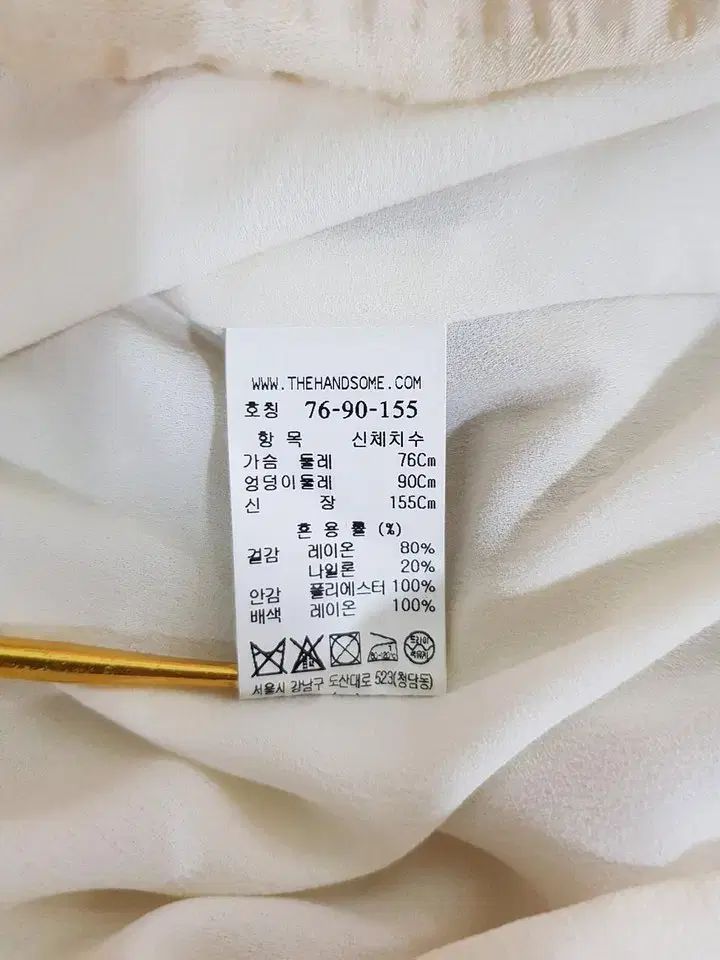 WWW.THEHANDSOME.COM
호칭 76-90-155
항 목 신체치수
가슴 둘레 76Cm
엉덩이둘레 90Cm
신 장 155Cm
혼 용 률 (%)
겉감 레이온 80%
나일론 20%
안감 폴리에스터 100%
배색 레이온 100%
서울시 강남구 도산대로 523(청담동)